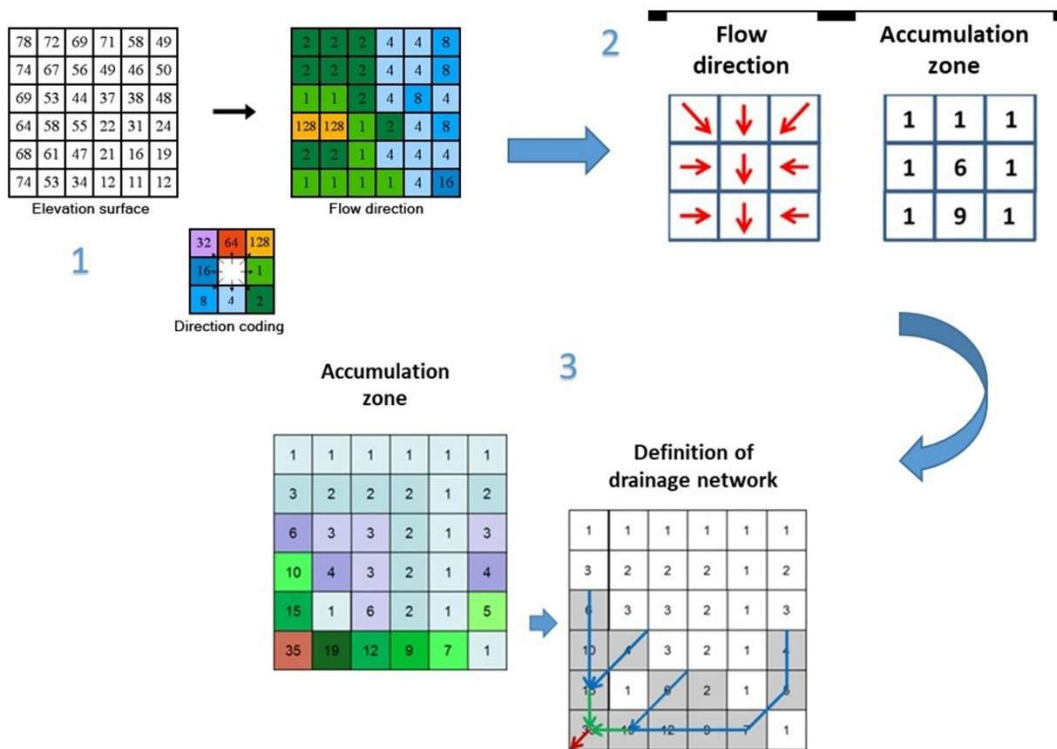 78 72 69 71 58 49
74 67 56 49 46 50
69 53 44 37 38 48
64 58 55 22 31 24
68 61 47 21 16 19
74 53 34 12 11 12
Elevation surface
2 2 2 4 4 8
2 2 2 4 4 8
1 1 2 4 8 4
128 128 1 2 4 8
2 2 1 4 4 4
1 1 1 1 4 16
Flow direction
1
32 64 128
16 1
8 4 2
Direction coding
2
Flow
direction
Accumulation
zone
1 1 1
1 6 1
1 9 1
3
Accumulation
zone
1 1 1 1 1 1
3 2 2 2 1 2
6 3 3 2 1 3
10 4 3 2 1 4
15 1 6 2 1 5
35 19 12 9 7 1
Definition of
drainage network
1 1 1 1 1 1
3 2 2 2 1 2
6 3 3 2 1 3
10 4 3 2 1 4
15 1 6 2 1 5
35 19 12 9 7 1